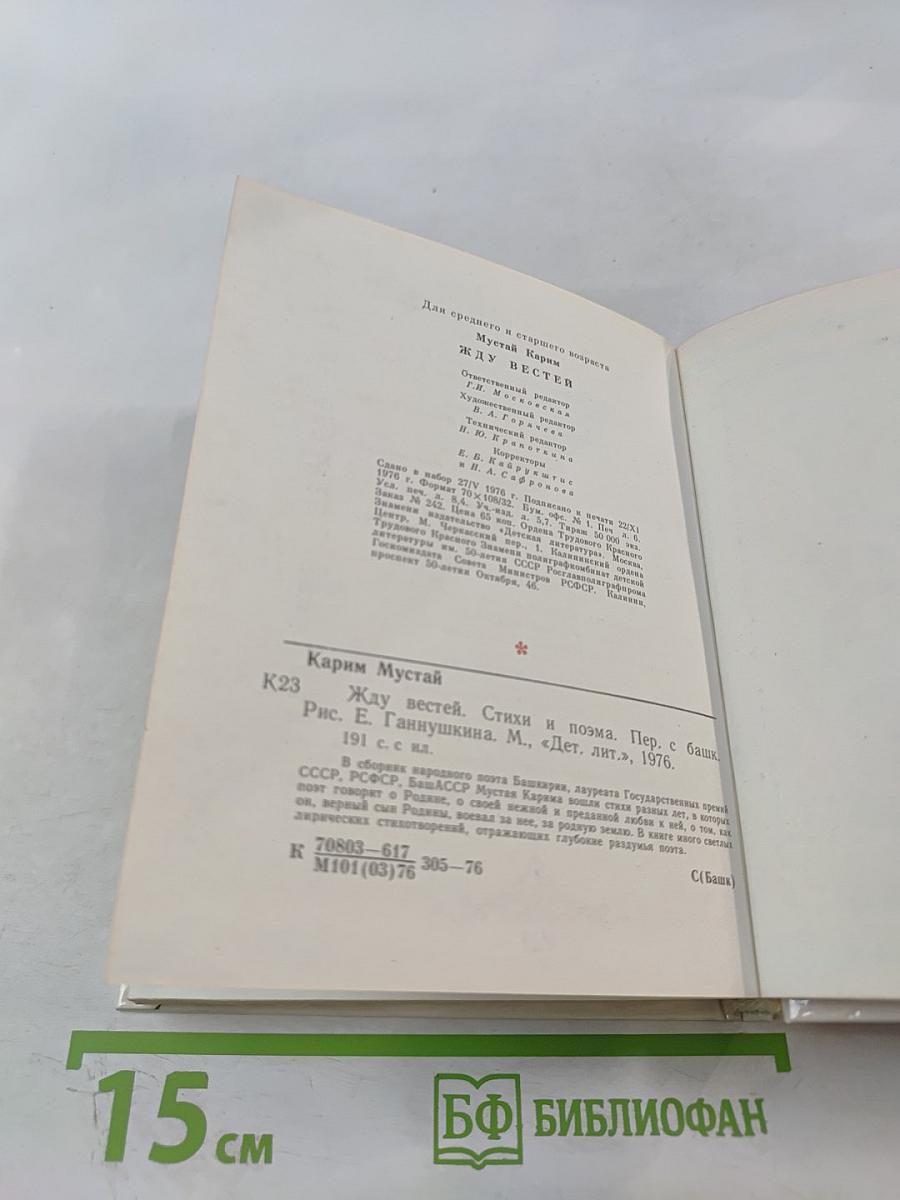 Для среднего и старшего возраста
Мустай Карим
ЖДУ ВЕСТЕЙ
Ответственный редактор
Г.И. Московская
Художественный редактор
В. А. Горячева
Технический редактор
Н. Ю. Крапоткина
Корректоры
Е. Б. Кайрукштис
и Н. А. Сафронова
Сдано в набор 27/V 1976 г. Подписано к печати 22/XI
1976 г. Формат 70×108/32. Бум. офс. № 1. Печ. л. 6.
Усл. печ. л. 8,4. Уч.-изд. л. 5,7. Тираж 50 000 экз.
Заказ № 242. Цена 65 коп. Ордена Трудового Красного
Знамени издательство «Детская литература». Москва,
Центр, М. Черкасский пер., 1. Калининский ордена
Трудового Красного Знамени полиграфкомбинат детской
литературы им. 50-летия СССР Росглавполиграфпрома
Госкомиздата Совета Министров РСФСР. Калинин,
проспект 50-летия Октября, 46.
*
Карим Мустай
К23 Жду вестей. Стихи и поэма. Пер. с башк.
Рис. Е. Ганнушкина. М., «Дет. лит.», 1976.
191 с. с ил.
В сборник народного поэта Башкирии, лауреата Государственных премий
СССР, РСФСР, БашАССР Мустая Карима вошли стихи разных лет, в которых
поэт говорит о Родине, о своей нежной и преданной любви к ней, о том, как
он, верный сын Родины, воевал за нее, за родную землю. В книге много светлых
лирических стихотворений, отражающих глубокие раздумья поэта.
К 70803—617
М101(03)76 305—76
С(Башк)
15 см
БФ БИБЛИОФАН